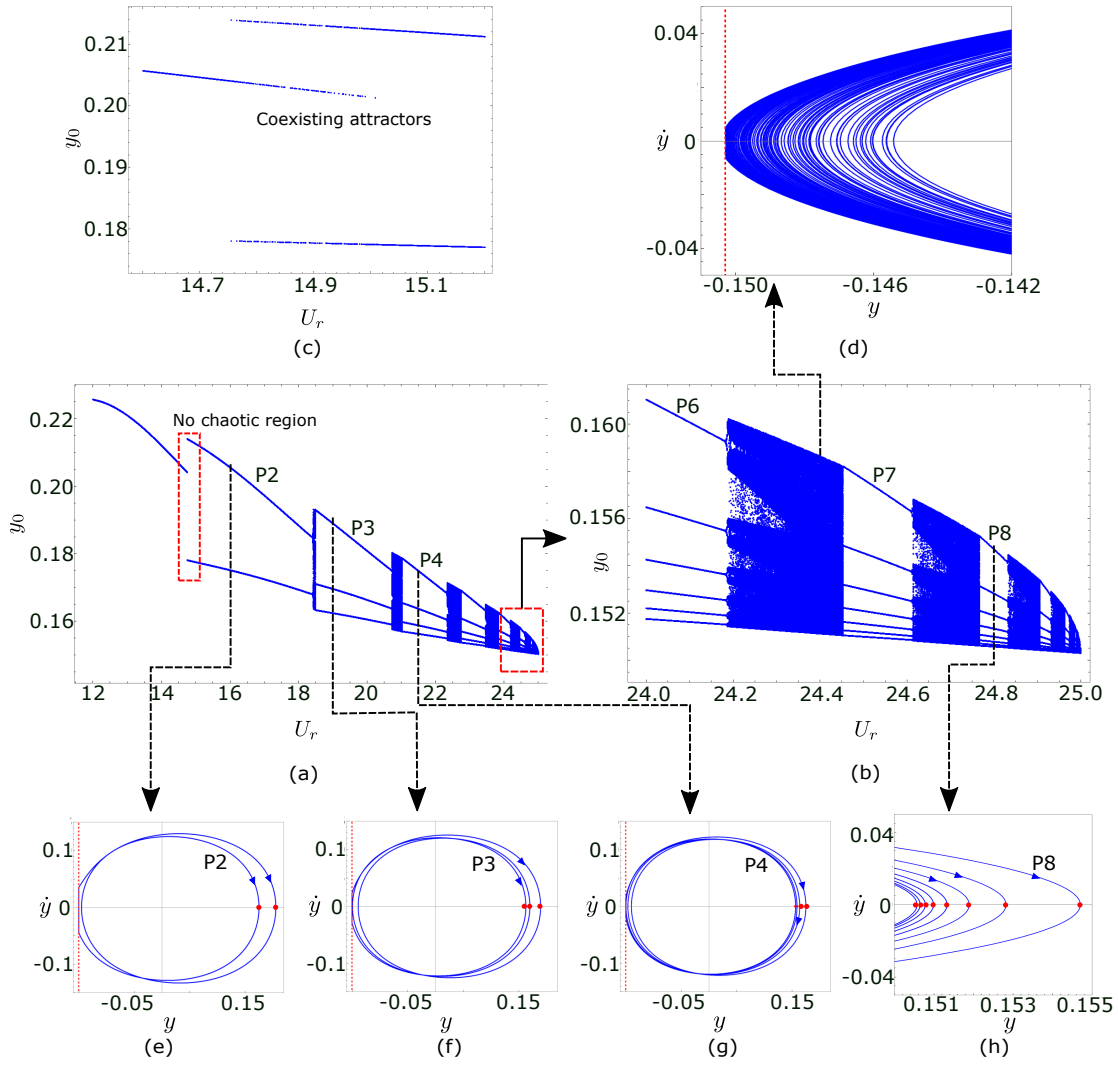 0.21
0.20
0.19
0.18
y₀
Coexisting attractors
14.7 14.9 15.1
U_r
(c)
0.04
0
-0.04
ẏ
-0.150 -0.146 -0.142
y
(d)
0.22
0.20
0.18
0.16
y₀
No chaotic region
P2
P3
P4
12 14 16 18 20 22 24
U_r
(a)
0.160
0.156
0.152
y₀
P6
P7
P8
24.0 24.2 24.4 24.6 24.8 25.0
U_r
(b)
0.1
0
-0.1
ẏ
P2
-0.05 0.15
y
(e)
0.1
0
-0.1
ẏ
P3
-0.05 0.15
y
(f)
0.1
0
-0.1
ẏ
P4
-0.05 0.15
y
(g)
0.04
0
-0.04
ẏ
P8
0.151 0.153 0.155
y
(h)